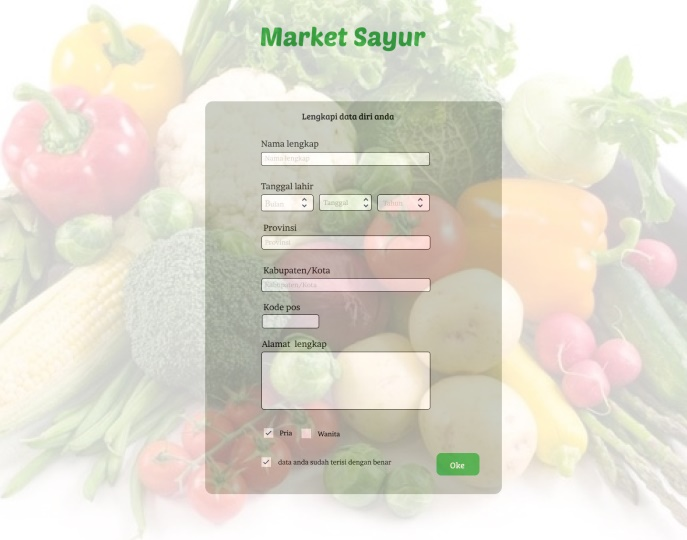 Market Sayur
Lengkapi data diri anda
Nama lengkap
Nama lengkap
Tanggal lahir
Bulan Tanggal Tahun
Provinsi
Provinsi
Kabupaten/Kota
Kabupaten/Kota
Kode pos
Alamat lengkap
Pria Wanita
data anda sudah terisi dengan benar
Oke